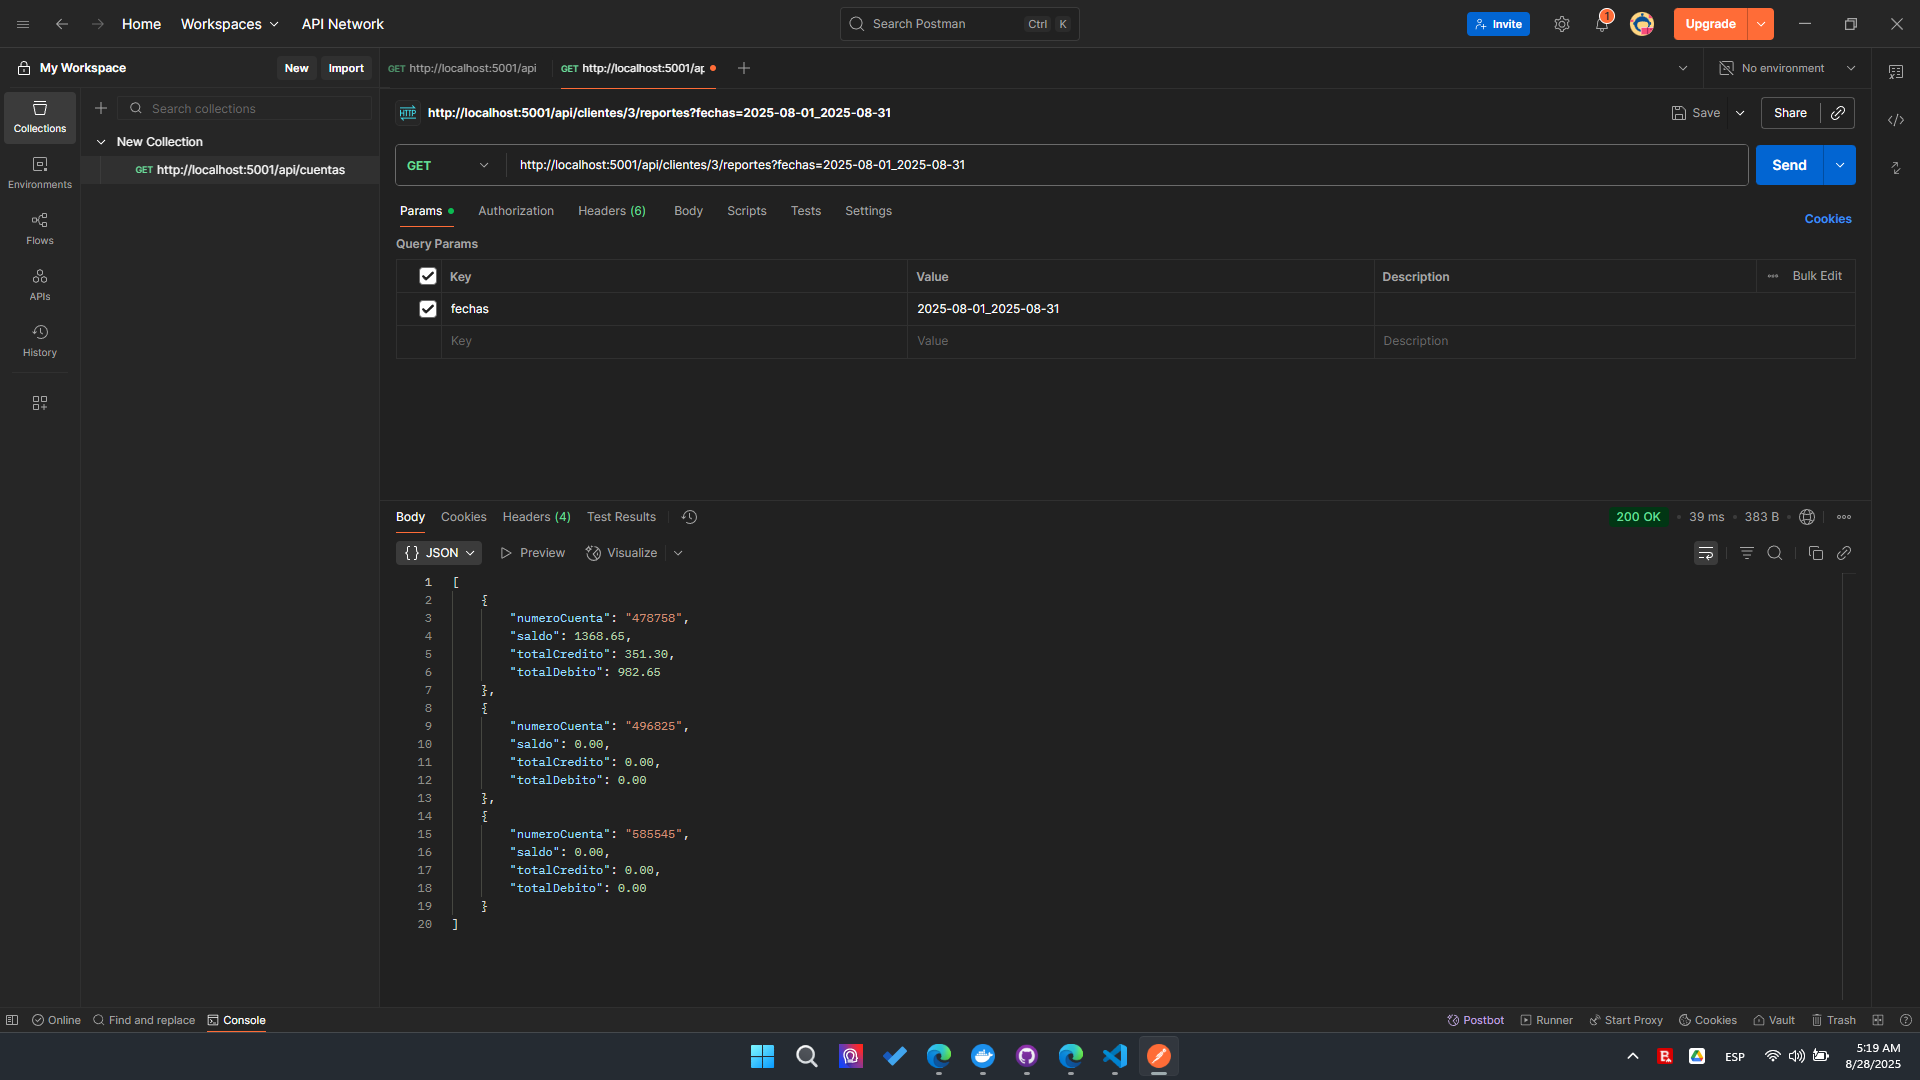 Home
Workspaces
API Network
Search Postman
Ctrl
K
Invite
1
Upgrade
My Workspace
New
Import
GET http://localhost:5001/api
GET http://localhost:5001/ap
No environment
Collections
Environments
Flows
APIs
History
Search collections
New Collection
GET http://localhost:5001/api/cuentas
HTTP
http://localhost:5001/api/clientes/3/reportes?fechas=2025-08-01_2025-08-31
Save
Share
GET
http://localhost:5001/api/clientes/3/reportes?fechas=2025-08-01_2025-08-31
Send
Params
Authorization
Headers (6)
Body
Scripts
Tests
Settings
Cookies
Query Params
Key
Value
Description
Bulk Edit
fechas
2025-08-01_2025-08-31
Key
Value
Description
Body
Cookies
Headers (4)
Test Results
200 OK
39 ms
383 B
{} JSON
Preview
Visualize
1 [
2 {
3 "numeroCuenta": "478758",
4 "saldo": 1368.65,
5 "totalCredito": 351.30,
6 "totalDebito": 982.65
7 },
8 {
9 "numeroCuenta": "496825",
10 "saldo": 0.00,
11 "totalCredito": 0.00,
12 "totalDebito": 0.00
13 },
14 {
15 "numeroCuenta": "585545",
16 "saldo": 0.00,
17 "totalCredito": 0.00,
18 "totalDebito": 0.00
19 }
20 ]
Online
Find and replace
Console
Postbot
Runner
Start Proxy
Cookies
Vault
Trash
ESP
5:19 AM
8/28/2025